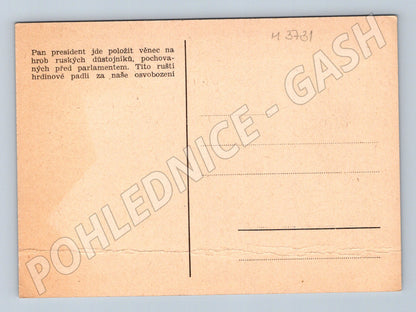 Pan president jde položit věnec na
hrob ruských důstojníků, pochova-
ných před parlamentem. Tito ruští
hrdinové padli za naše osvobození
M 3731
POHLEDNICE - GASH